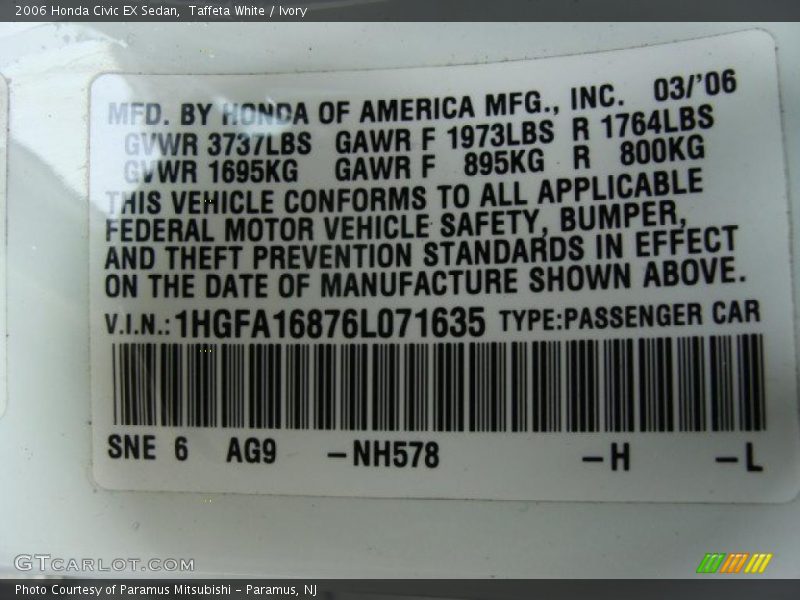 2006 Honda Civic EX Sedan,  Taffeta White / Ivory
MFD. BY HONDA OF AMERICA MFG., INC.  03/'06
GVWR 3737LBS  GAWR F 1973LBS R 1764LBS
GVWR 1695KG  GAWR F 895KG R 800KG
THIS VEHICLE CONFORMS TO ALL APPLICABLE
FEDERAL MOTOR VEHICLE SAFETY, BUMPER,
AND THEFT PREVENTION STANDARDS IN EFFECT
ON THE DATE OF MANUFACTURE SHOWN ABOVE.
V.I.N.: 1HGFA16876L071635 TYPE:PASSENGER CAR
SNE 6 AG9 –NH578 –H –L
GTCARLOT.COM
Photo Courtesy of Paramus Mitsubishi – Paramus, NJ